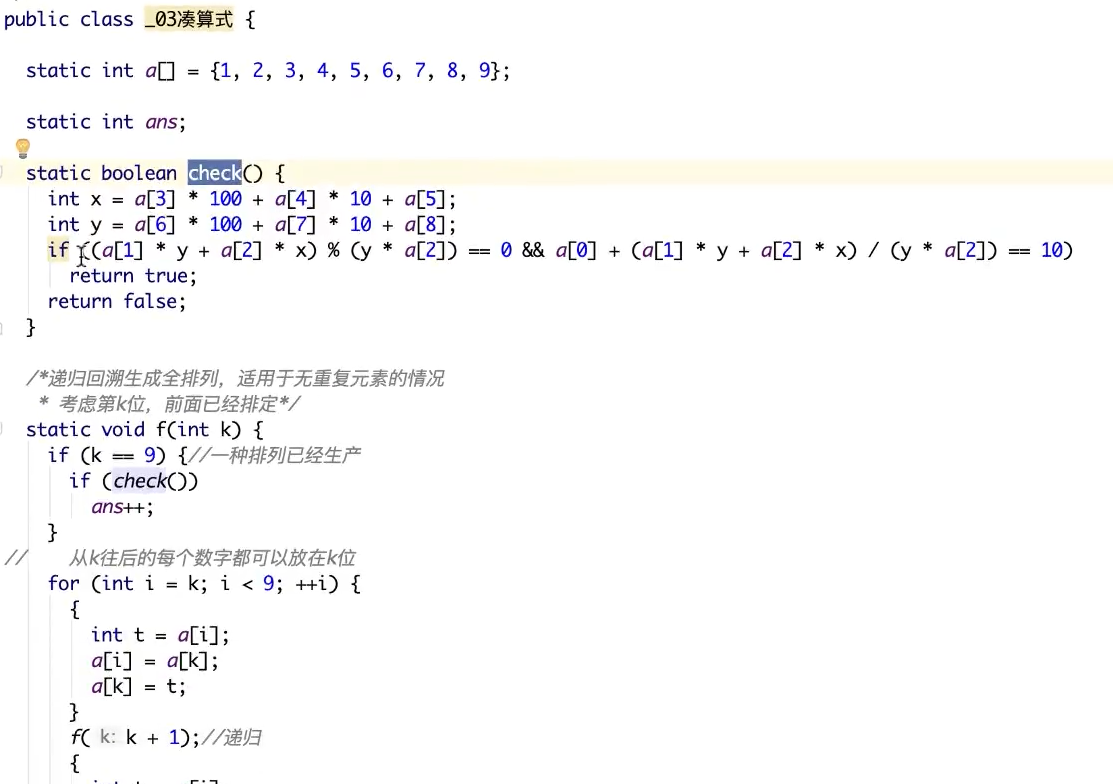 public class _03凑算式 {
static int a[] = {1, 2, 3, 4, 5, 6, 7, 8, 9};
static int ans;
static boolean check() {
int x = a[3] * 100 + a[4] * 10 + a[5];
int y = a[6] * 100 + a[7] * 10 + a[8];
if ((a[1] * y + a[2] * x) % (y * a[2]) == 0 && a[0] + (a[1] * y + a[2] * x) / (y * a[2]) == 10)
return true;
return false;
}
/*递归回溯生成全排列，适用于无重复元素的情况
* 考虑第k位，前面已经排定*/
static void f(int k) {
if (k == 9) {//一种排列已经生产
if (check())
ans++;
}
// 从k往后的每个数字都可以放在k位
for (int i = k; i < 9; ++i) {
{
int t = a[i];
a[i] = a[k];
a[k] = t;
}
f( k: k + 1);//递归
{